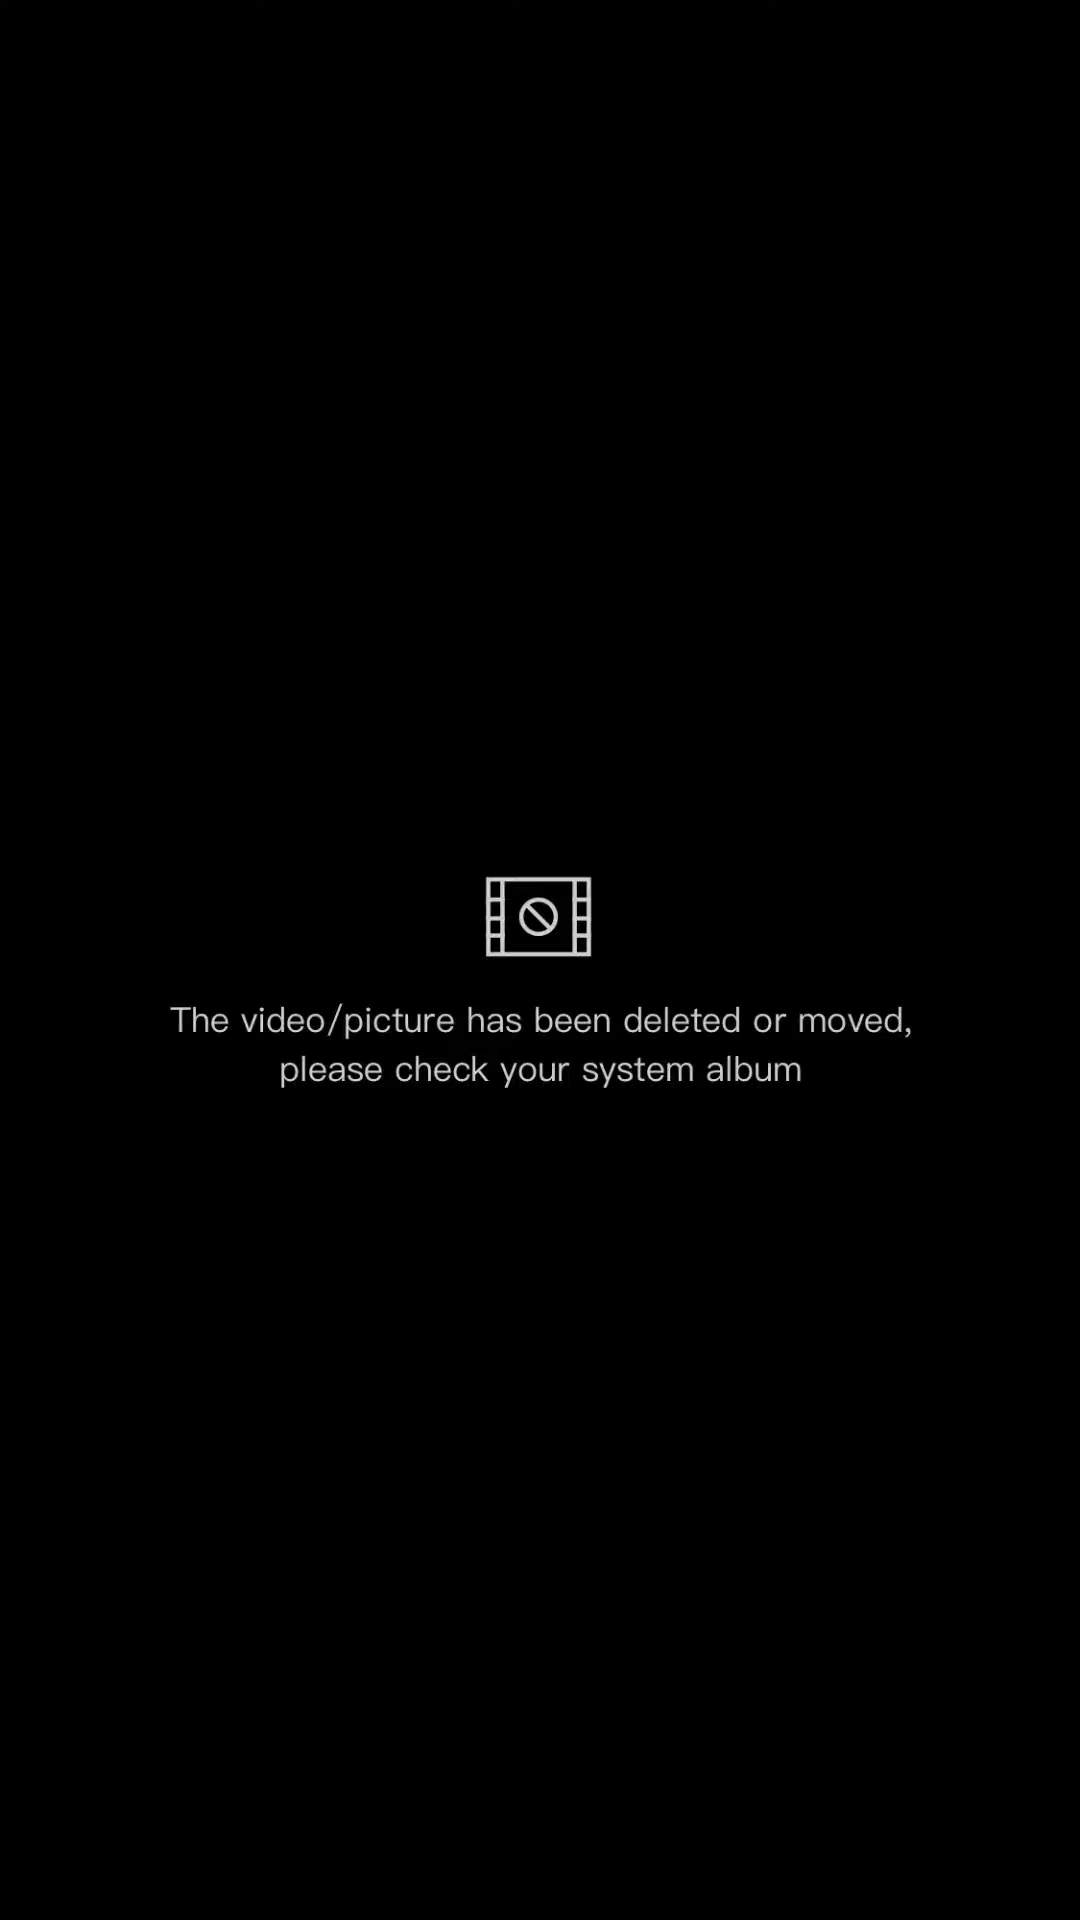 The video/picture has been deleted or moved,
please check your system album